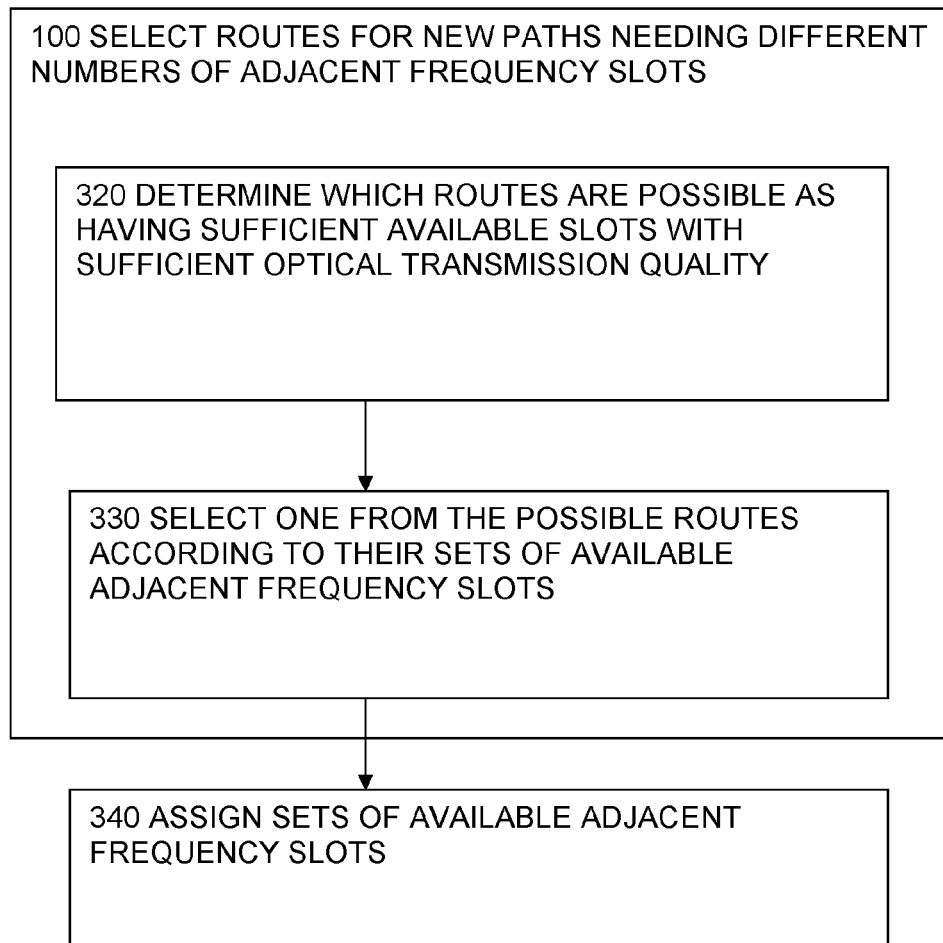 100 SELECT ROUTES FOR NEW PATHS NEEDING DIFFERENT
NUMBERS OF ADJACENT FREQUENCY SLOTS
320 DETERMINE WHICH ROUTES ARE POSSIBLE AS
HAVING SUFFICIENT AVAILABLE SLOTS WITH
SUFFICIENT OPTICAL TRANSMISSION QUALITY
330 SELECT ONE FROM THE POSSIBLE ROUTES
ACCORDING TO THEIR SETS OF AVAILABLE
ADJACENT FREQUENCY SLOTS
340 ASSIGN SETS OF AVAILABLE ADJACENT
FREQUENCY SLOTS